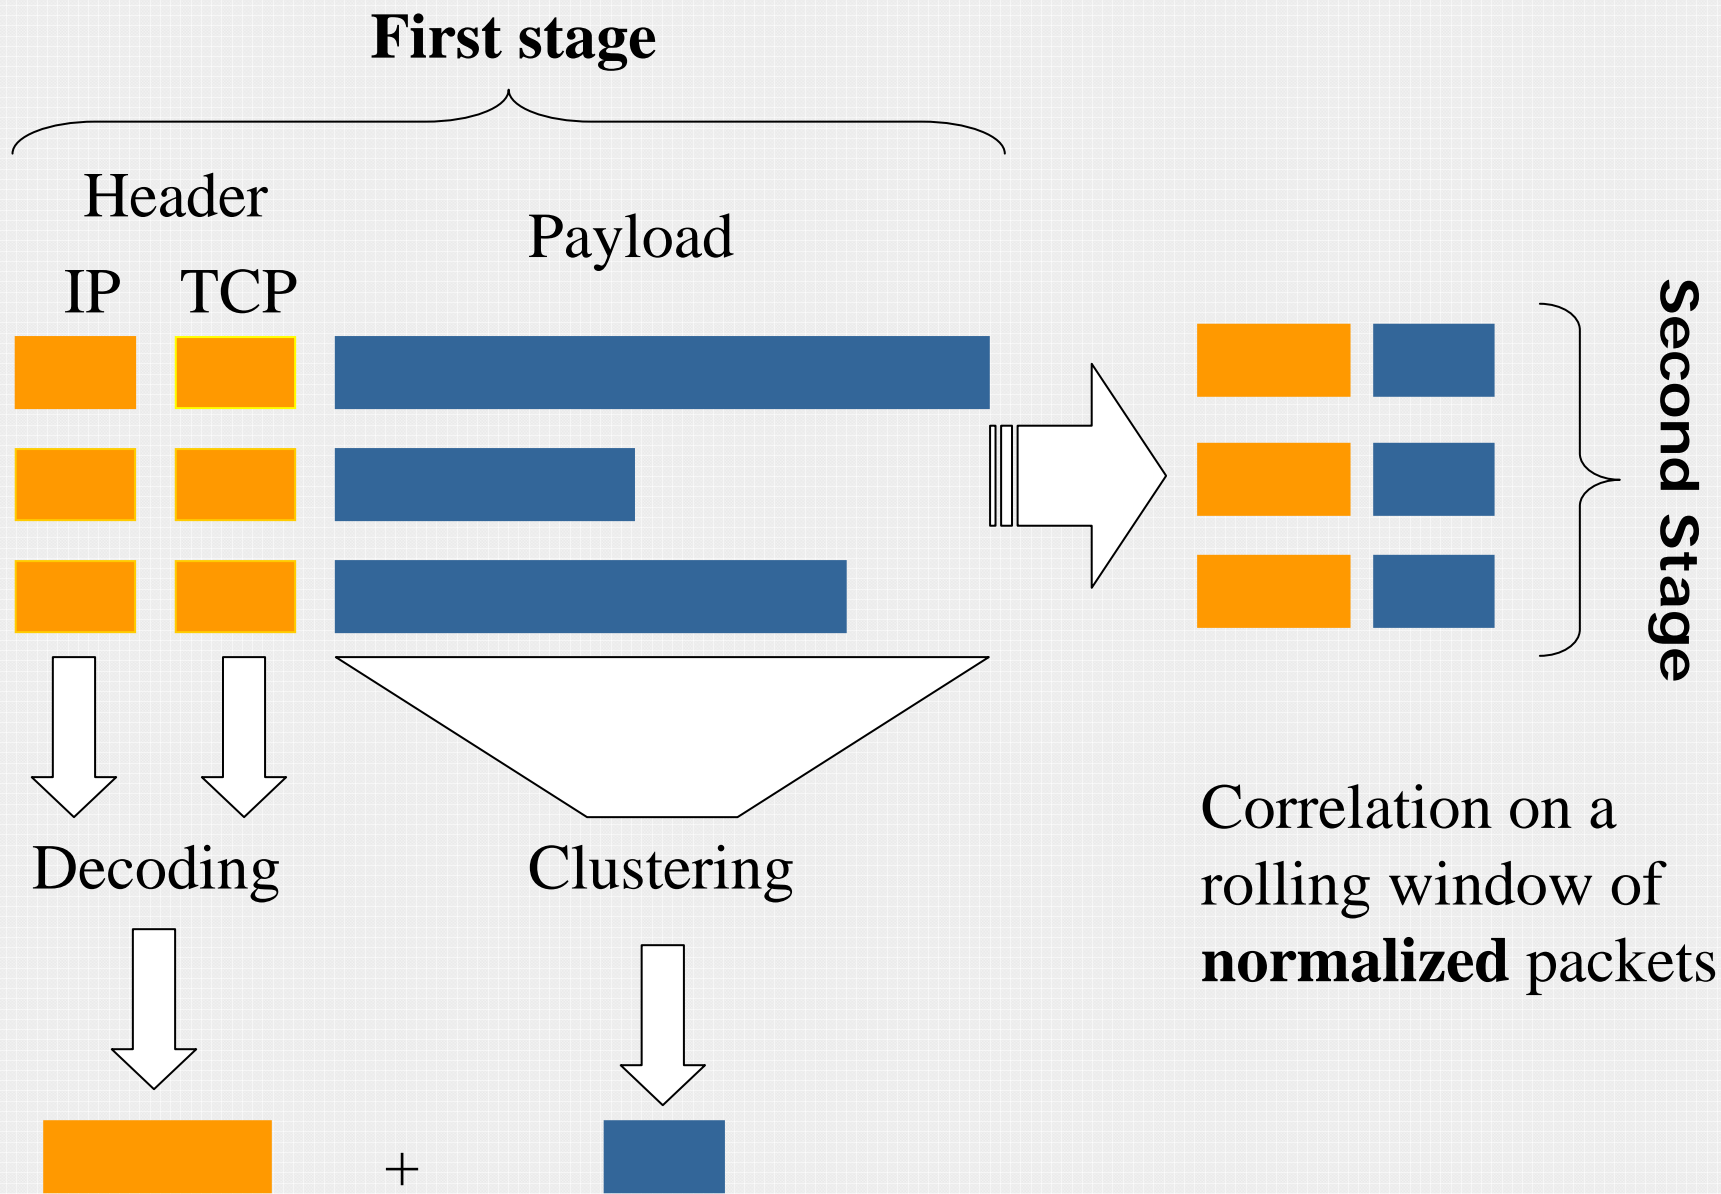 First stage
Header
Payload
IP TCP
Second Stage
Decoding
Clustering
Correlation on a
rolling window of
normalized packets
+